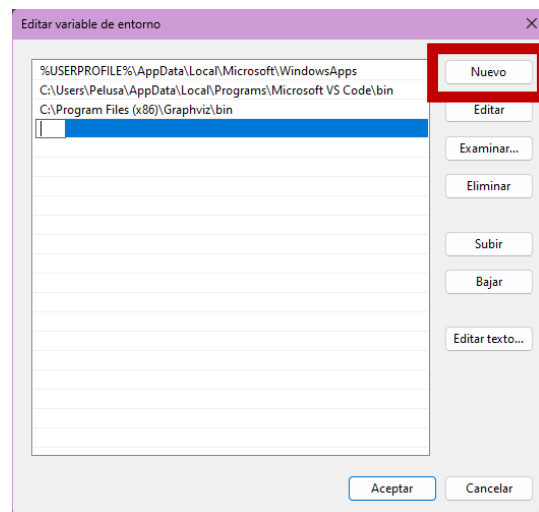 Editar variable de entorno
%USERPROFILE%\AppData\Local\Microsoft\WindowsApps
C:\Users\Pelusa\AppData\Local\Programs\Microsoft VS Code\bin
C:\Program Files (x86)\Graphviz\bin
Nuevo
Editar
Examinar...
Eliminar
Subir
Bajar
Editar texto...
Aceptar
Cancelar